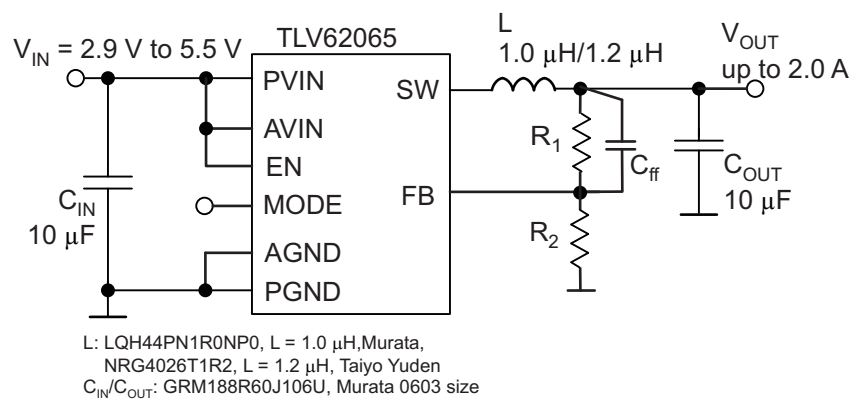 TLV62065
V_IN = 2.9 V to 5.5 V
L
1.0 μH/1.2 μH
V_OUT
up to 2.0 A
PVIN
SW
AVIN
EN
R_1
C_ff
C_OUT
10 μF
C_IN
10 μF
MODE
FB
AGND
R_2
PGND
L: LQH44PN1R0NP0, L = 1.0 μH,Murata,
NRG4026T1R2, L = 1.2 μH, Taiyo Yuden
C_IN/C_OUT: GRM188R60J106U, Murata 0603 size